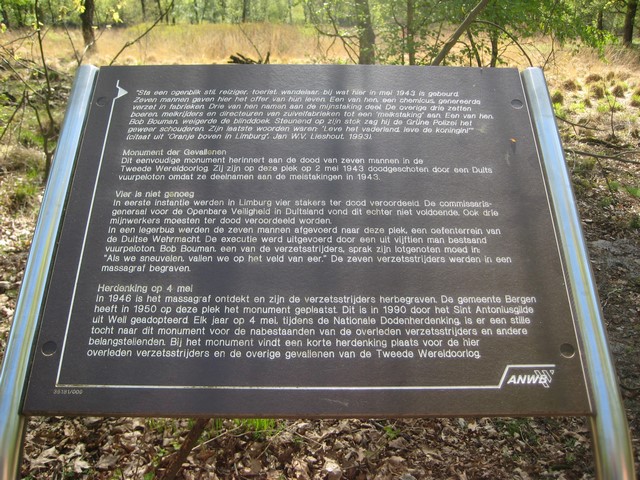 "Sta een ogenblik stil, reiziger, toerist, wandelaar, bij wat hier in mei 1943 is gebeurd.
Zeven mannen gaven hier het offer van hun leven. Een van hen, een chemicus, genereerde
verzet in fabrieken. Drie van hen namen aan de mijnstaking deel. De overige drie zetten
boeren, melkrijders en directeuren van zuivelfabrieken tot een 'melkstaking' aan. Een van hen,
Bob Bouman, weigerde de blinddoek. Steunend op zijn stok zag hij de Grüne Polizei het
geweer schouderen. Zijn laatste woorden waren: "Leve het vaderland, leve de koningin!""
(citaat uit 'Oranje boven in Limburg', Jan W.V. Lieshout, 1993).
Monument der Gevallenen
Dit eenvoudige monument herinnert aan de dood van zeven mannen in de
Tweede Wereldoorlog. Zij zijn op deze plek op 2 mei 1943 doodgeschoten door een Duits
vuurpeloton omdat ze deelnamen aan de meistakingen in 1943.
Vier is niet genoeg
In eerste instantie werden in Limburg vier stakers ter dood veroordeeld. De commissaris-
generaal voor de Openbare Veiligheid in Duitsland vond dit echter niet voldoende. Ook drie
mijnwerkers moesten ter dood veroordeeld worden.
In een legerbus werden de zeven mannen afgevoerd naar deze plek, een oefenterrein van
de Duitse Wehrmacht. De executie werd uitgevoerd door een uit vijftien man bestaand
vuurpeloton. Bob Bouman, een van de verzetsstrijders, sprak zijn lotgenoten moed in:
"Als we sneuvelen, vallen we op het veld van eer." De zeven verzetsstrijders werden in een
massagraf begraven.
Herdenking op 4 mei
In 1946 is het massagraf ontdekt en zijn de verzetsstrijders herbegraven. De gemeente Bergen
heeft in 1950 op deze plek het monument geplaatst. Dit is in 1990 door het Sint Antoniusgilde
uit Well geadopteerd. Elk jaar op 4 mei, tijdens de Nationale Dodenherdenking, is er een stille
tocht naar dit monument voor de nabestaanden van de overleden verzetsstrijders en andere
belangstellenden. Bij het monument vindt een korte herdenking plaats voor de hier
overleden verzetsstrijders en de overige gevallenen van de Tweede Wereldoorlog.
ANWB